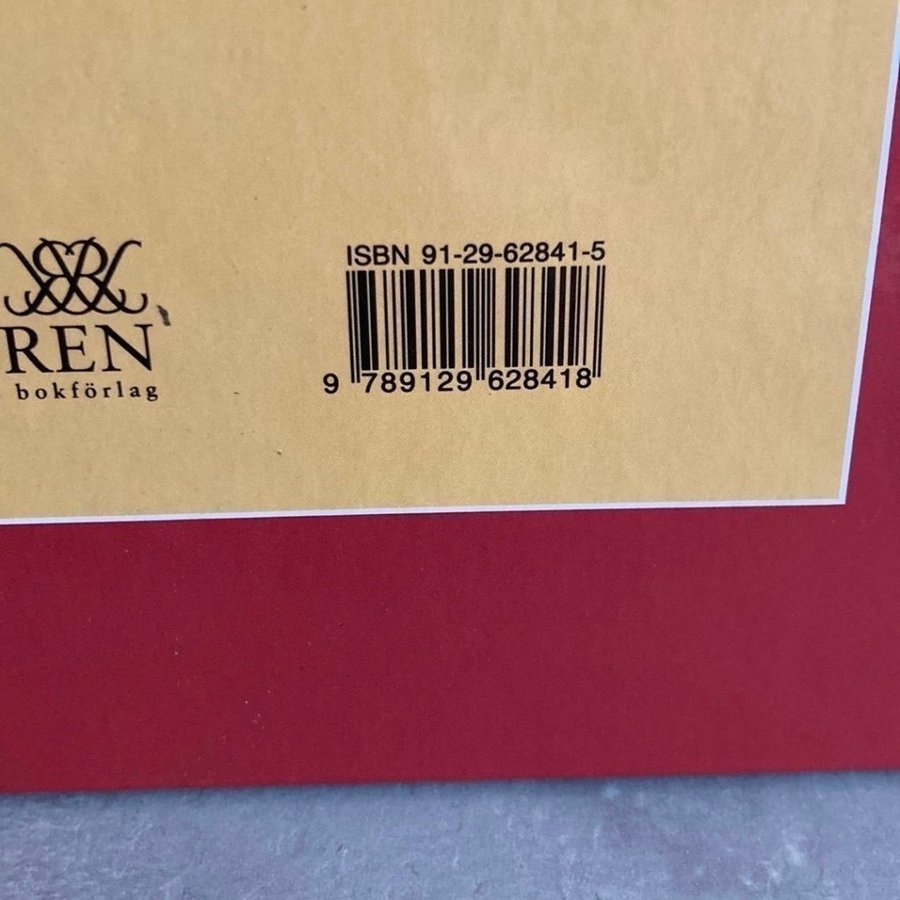 REN
bokförlag
ISBN 91-29-62841-5
9 789129 628418